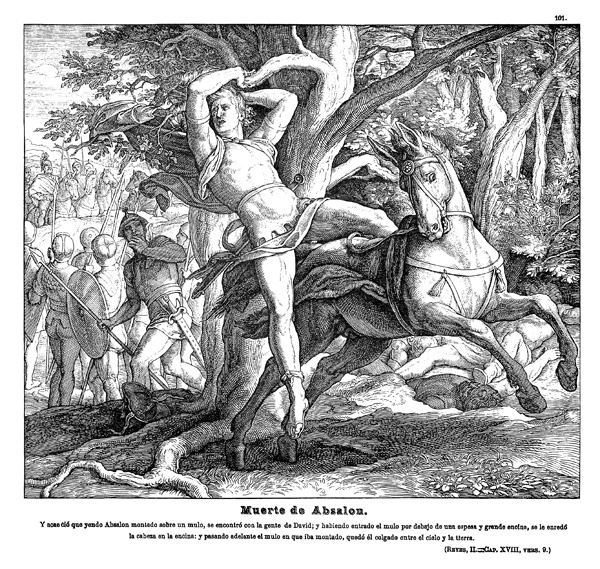 101.
Muerte de Absalon.
Y acaeció que yendo Absalon montado sobre un mulo, se encontró con la gente de David; y habiendo entrado el mulo por debajo de una espesa y grande encina, se le enredó
la cabeza en la encina: y pasando adelante el mulo en que iba montado, quedó él colgado entre el cielo y la tierra.
(Reyes, II.=Cap. XVIII, vers. 9.)